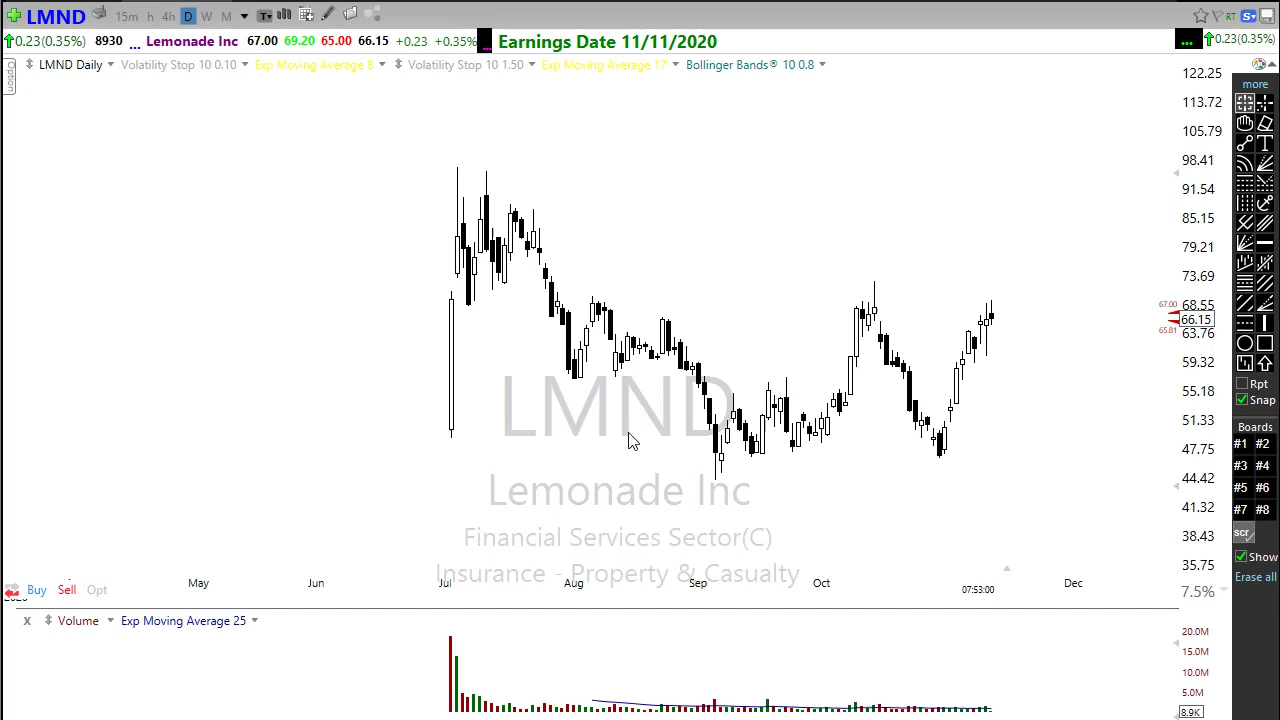 LMND 15m h 4h D W M T RT S
0.23(0.35%) 8930 ... Lemonade Inc 67.00 69.20 65.00 66.15 +0.23 +0.35% ... Earnings Date 11/11/2020 ... 0.23(0.35%)
Option
LMND Daily Volatility Stop 10 0.10 Exp Moving Average 8 Volatility Stop 10 1.50 Exp Moving Average 17 Bollinger Bands® 10 0.8
122.25
more
113.72
105.79
98.41
91.54
85.15
79.21
73.69
67.00
68.55
66.15
65.81
63.76
59.32
55.18
51.33
47.75
44.42
41.32
38.43
35.75
7.5%
Rpt
Snap
Boards
#1 #2
#3 #4
#5 #6
#7 #8
scr
Show
Erase all
LMND
Lemonade Inc
Financial Services Sector(C)
Insurance - Property & Casualty
May Jun Jul Aug Sep Oct Dec
Buy Sell Opt
07:53:00
X Volume Exp Moving Average 25
20.0M
15.0M
10.0M
5.0M
8.9K